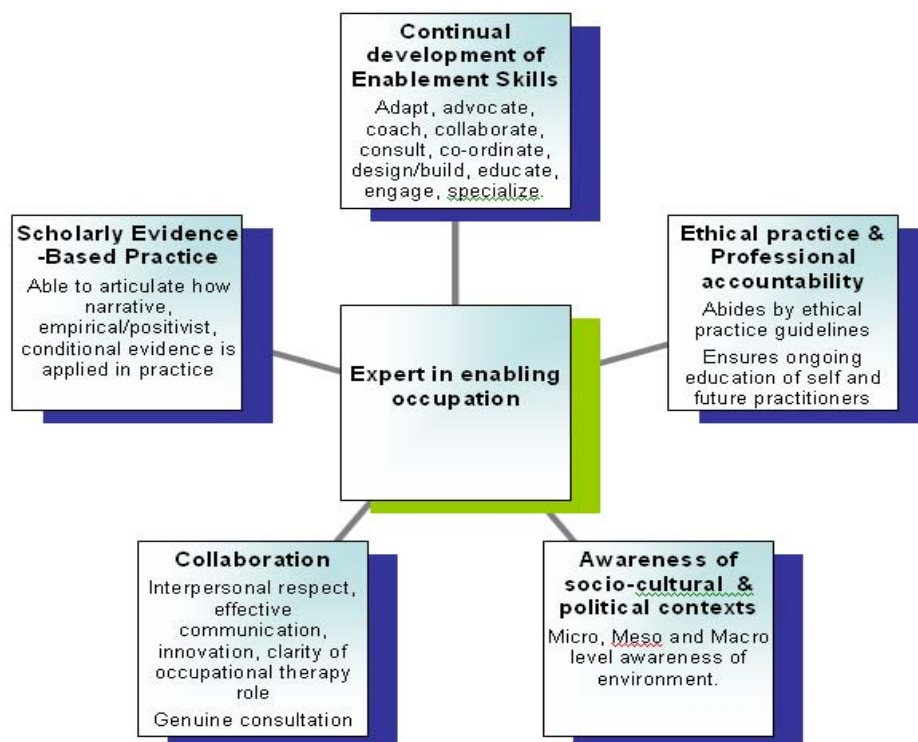 Continual
development of
Enablement Skills
Adapt, advocate,
coach, collaborate,
consult, co-ordinate,
design/build, educate,
engage, specialize.
Scholarly Evidence
-Based Practice
Able to articulate how
narrative,
empirical/positivist,
conditional evidence is
applied in practice
Ethical practice &
Professional
accountability
Abides by ethical
practice guidelines
Ensures ongoing
education of self and
future practitioners
Expert in enabling
occupation
Collaboration
Interpersonal respect,
effective
communication,
innovation, clarity of
occupational therapy
role
Genuine consultation
Awareness of
socio-cultural &
political contexts
Micro, Meso and Macro
level awareness of
environment.